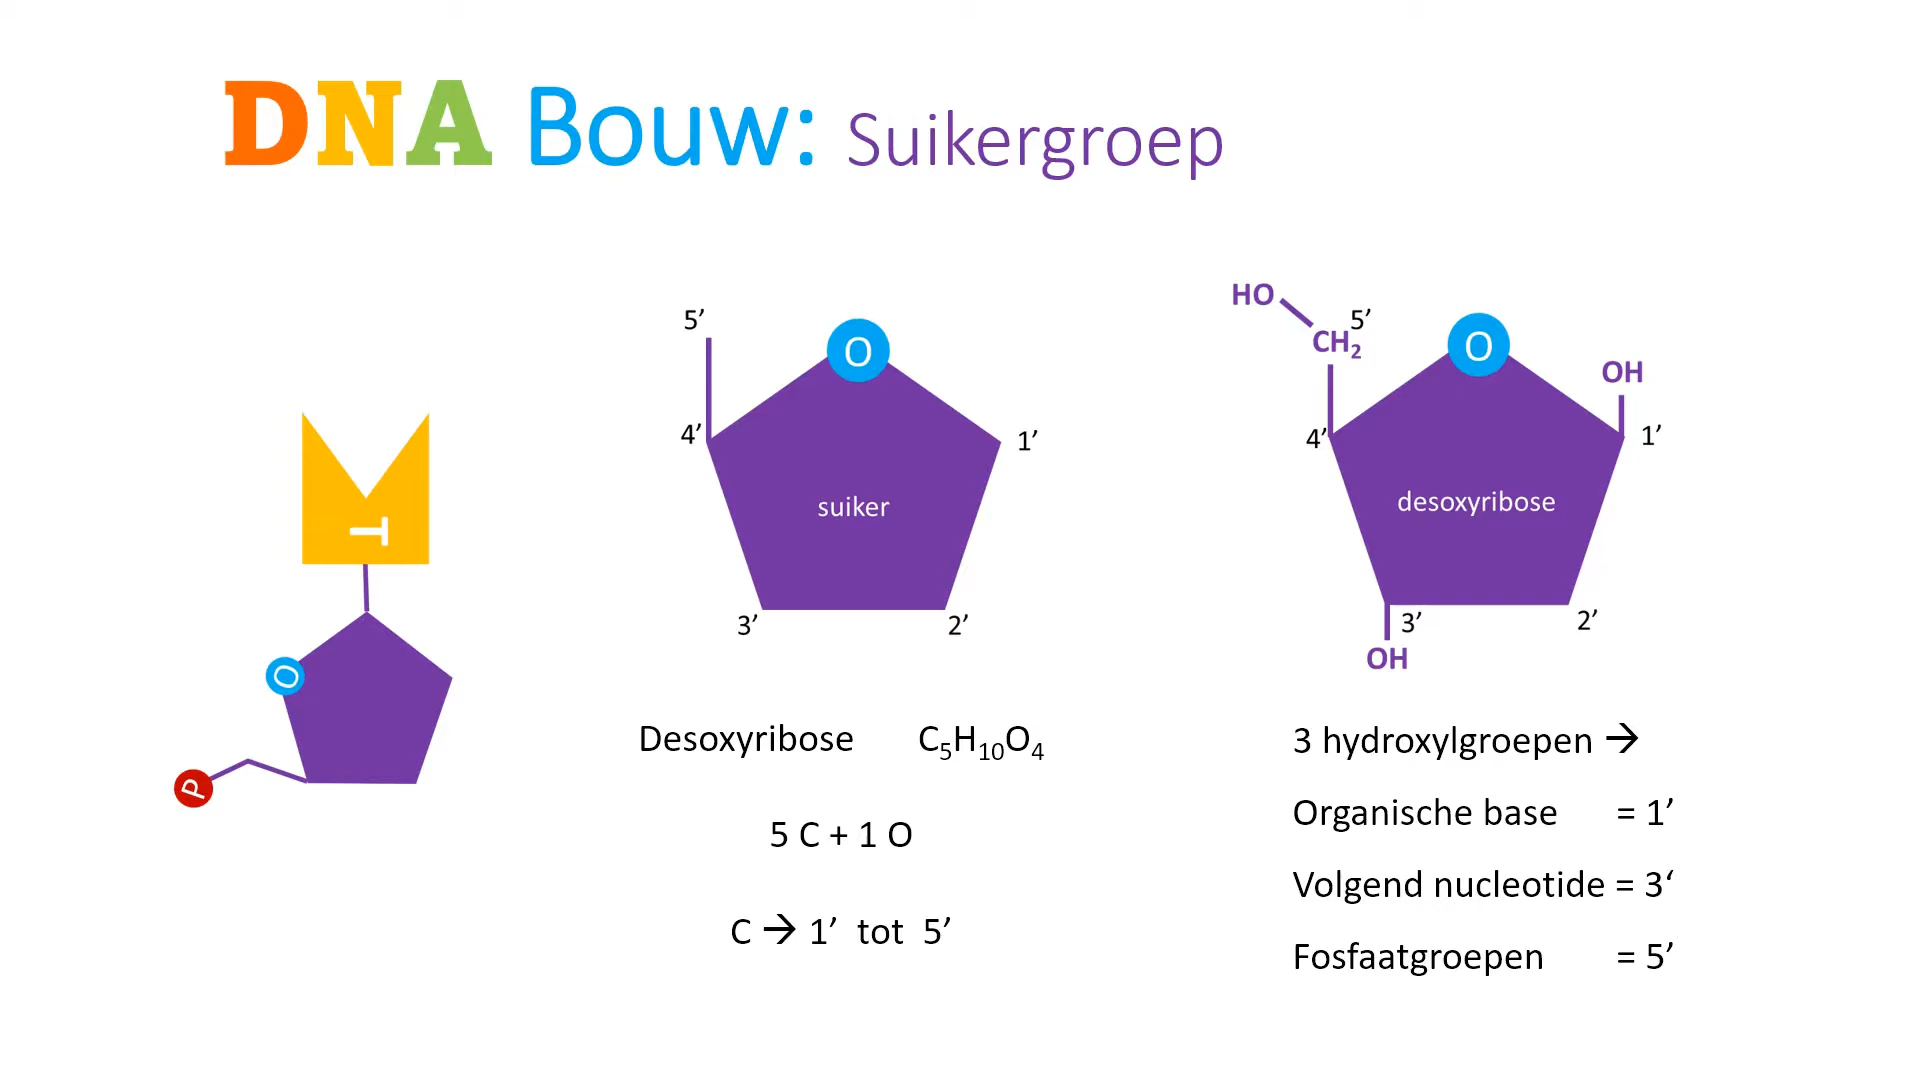 DNA Bouw: Suikergroep
T
O
P
5’
O
4’
1’
suiker
3’
2’
Desoxyribose C₅H₁₀O₄
5 C + 1 O
C → 1’ tot 5’
HO
5’
CH₂
O
OH
4’
1’
desoxyribose
3’
2’
OH
3 hydroxylgroepen →
Organische base = 1’
Volgend nucleotide = 3‘
Fosfaatgroepen = 5’